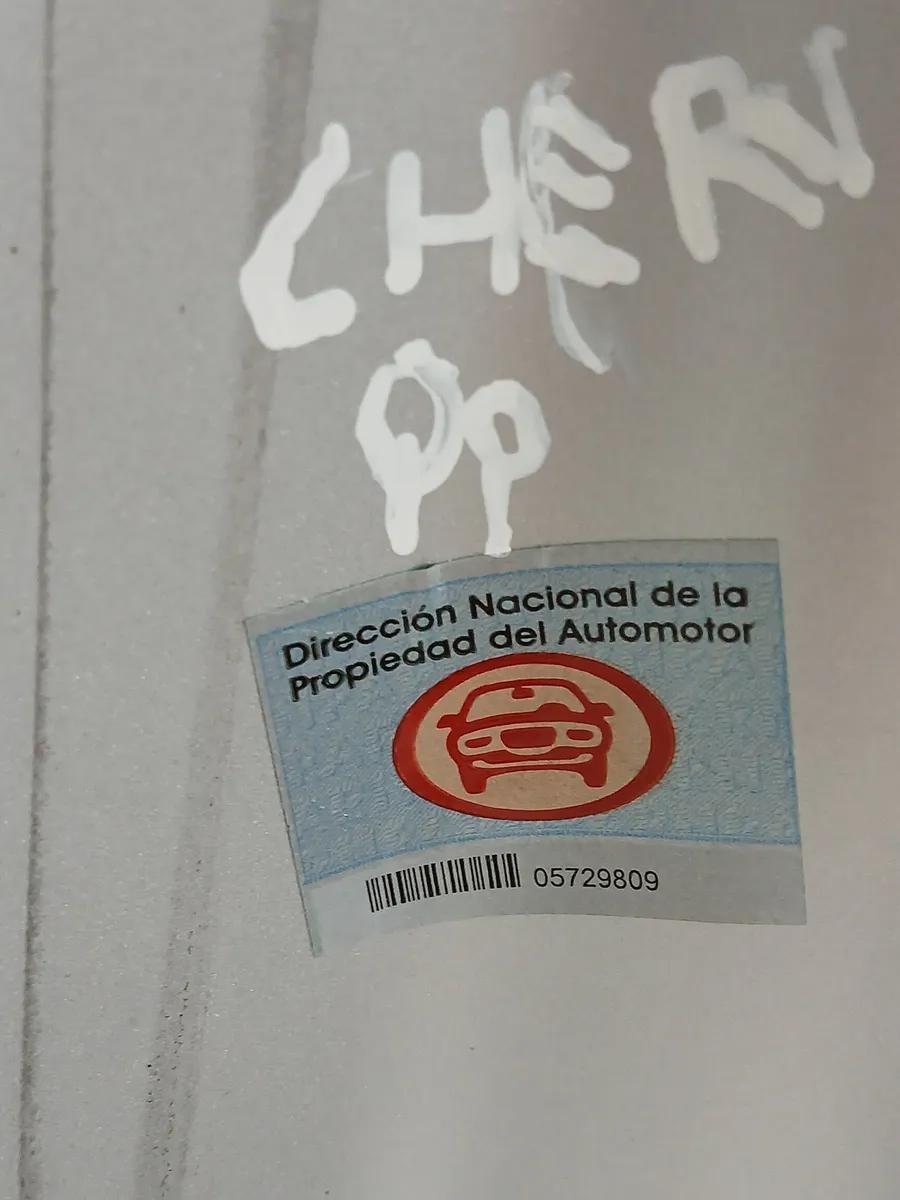 CHERY
QQ
Dirección Nacional de la
Propiedad del Automotor
05729809